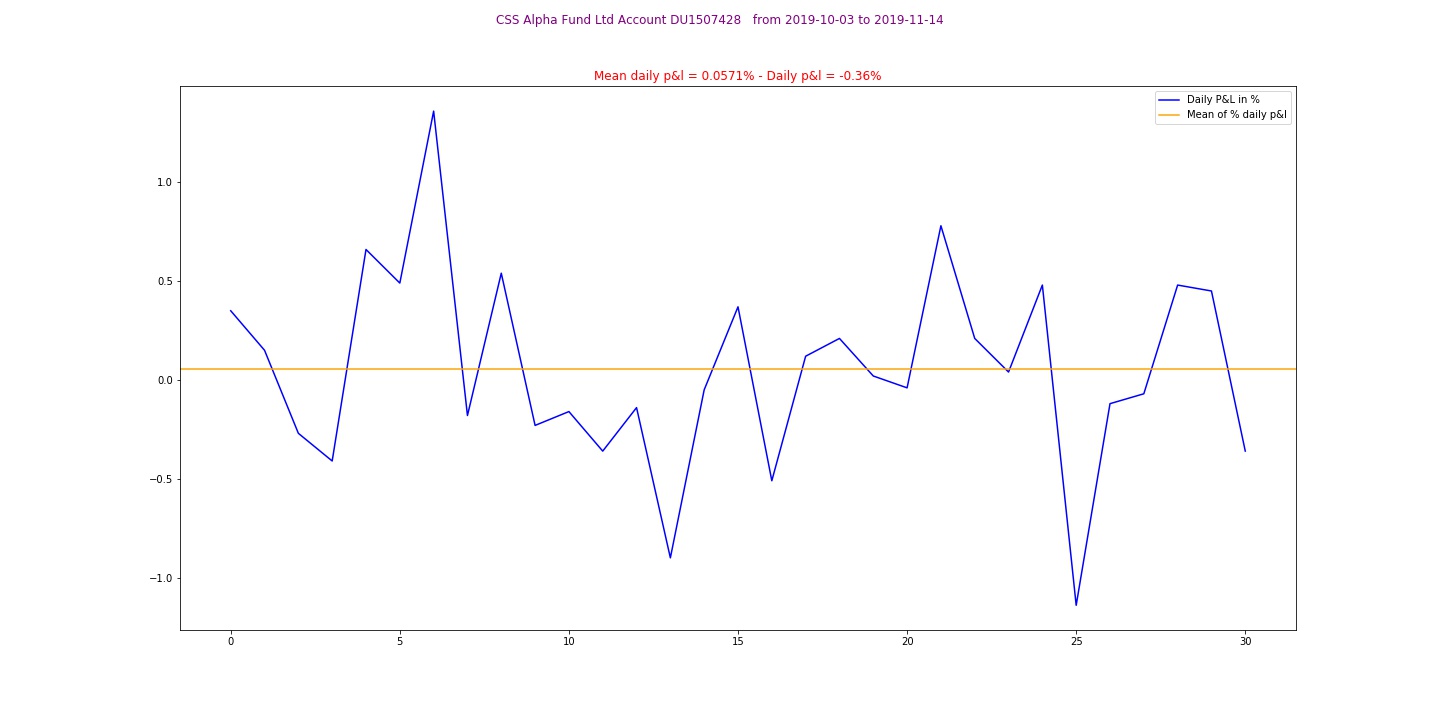 CSS Alpha Fund Ltd Account DU1507428   from 2019-10-03 to 2019-11-14
Mean daily p&l = 0.0571% - Daily p&l = -0.36%
Daily P&L in %
Mean of % daily p&l
1.0
0.5
0.0
−0.5
−1.0
0 5 10 15 20 25 30